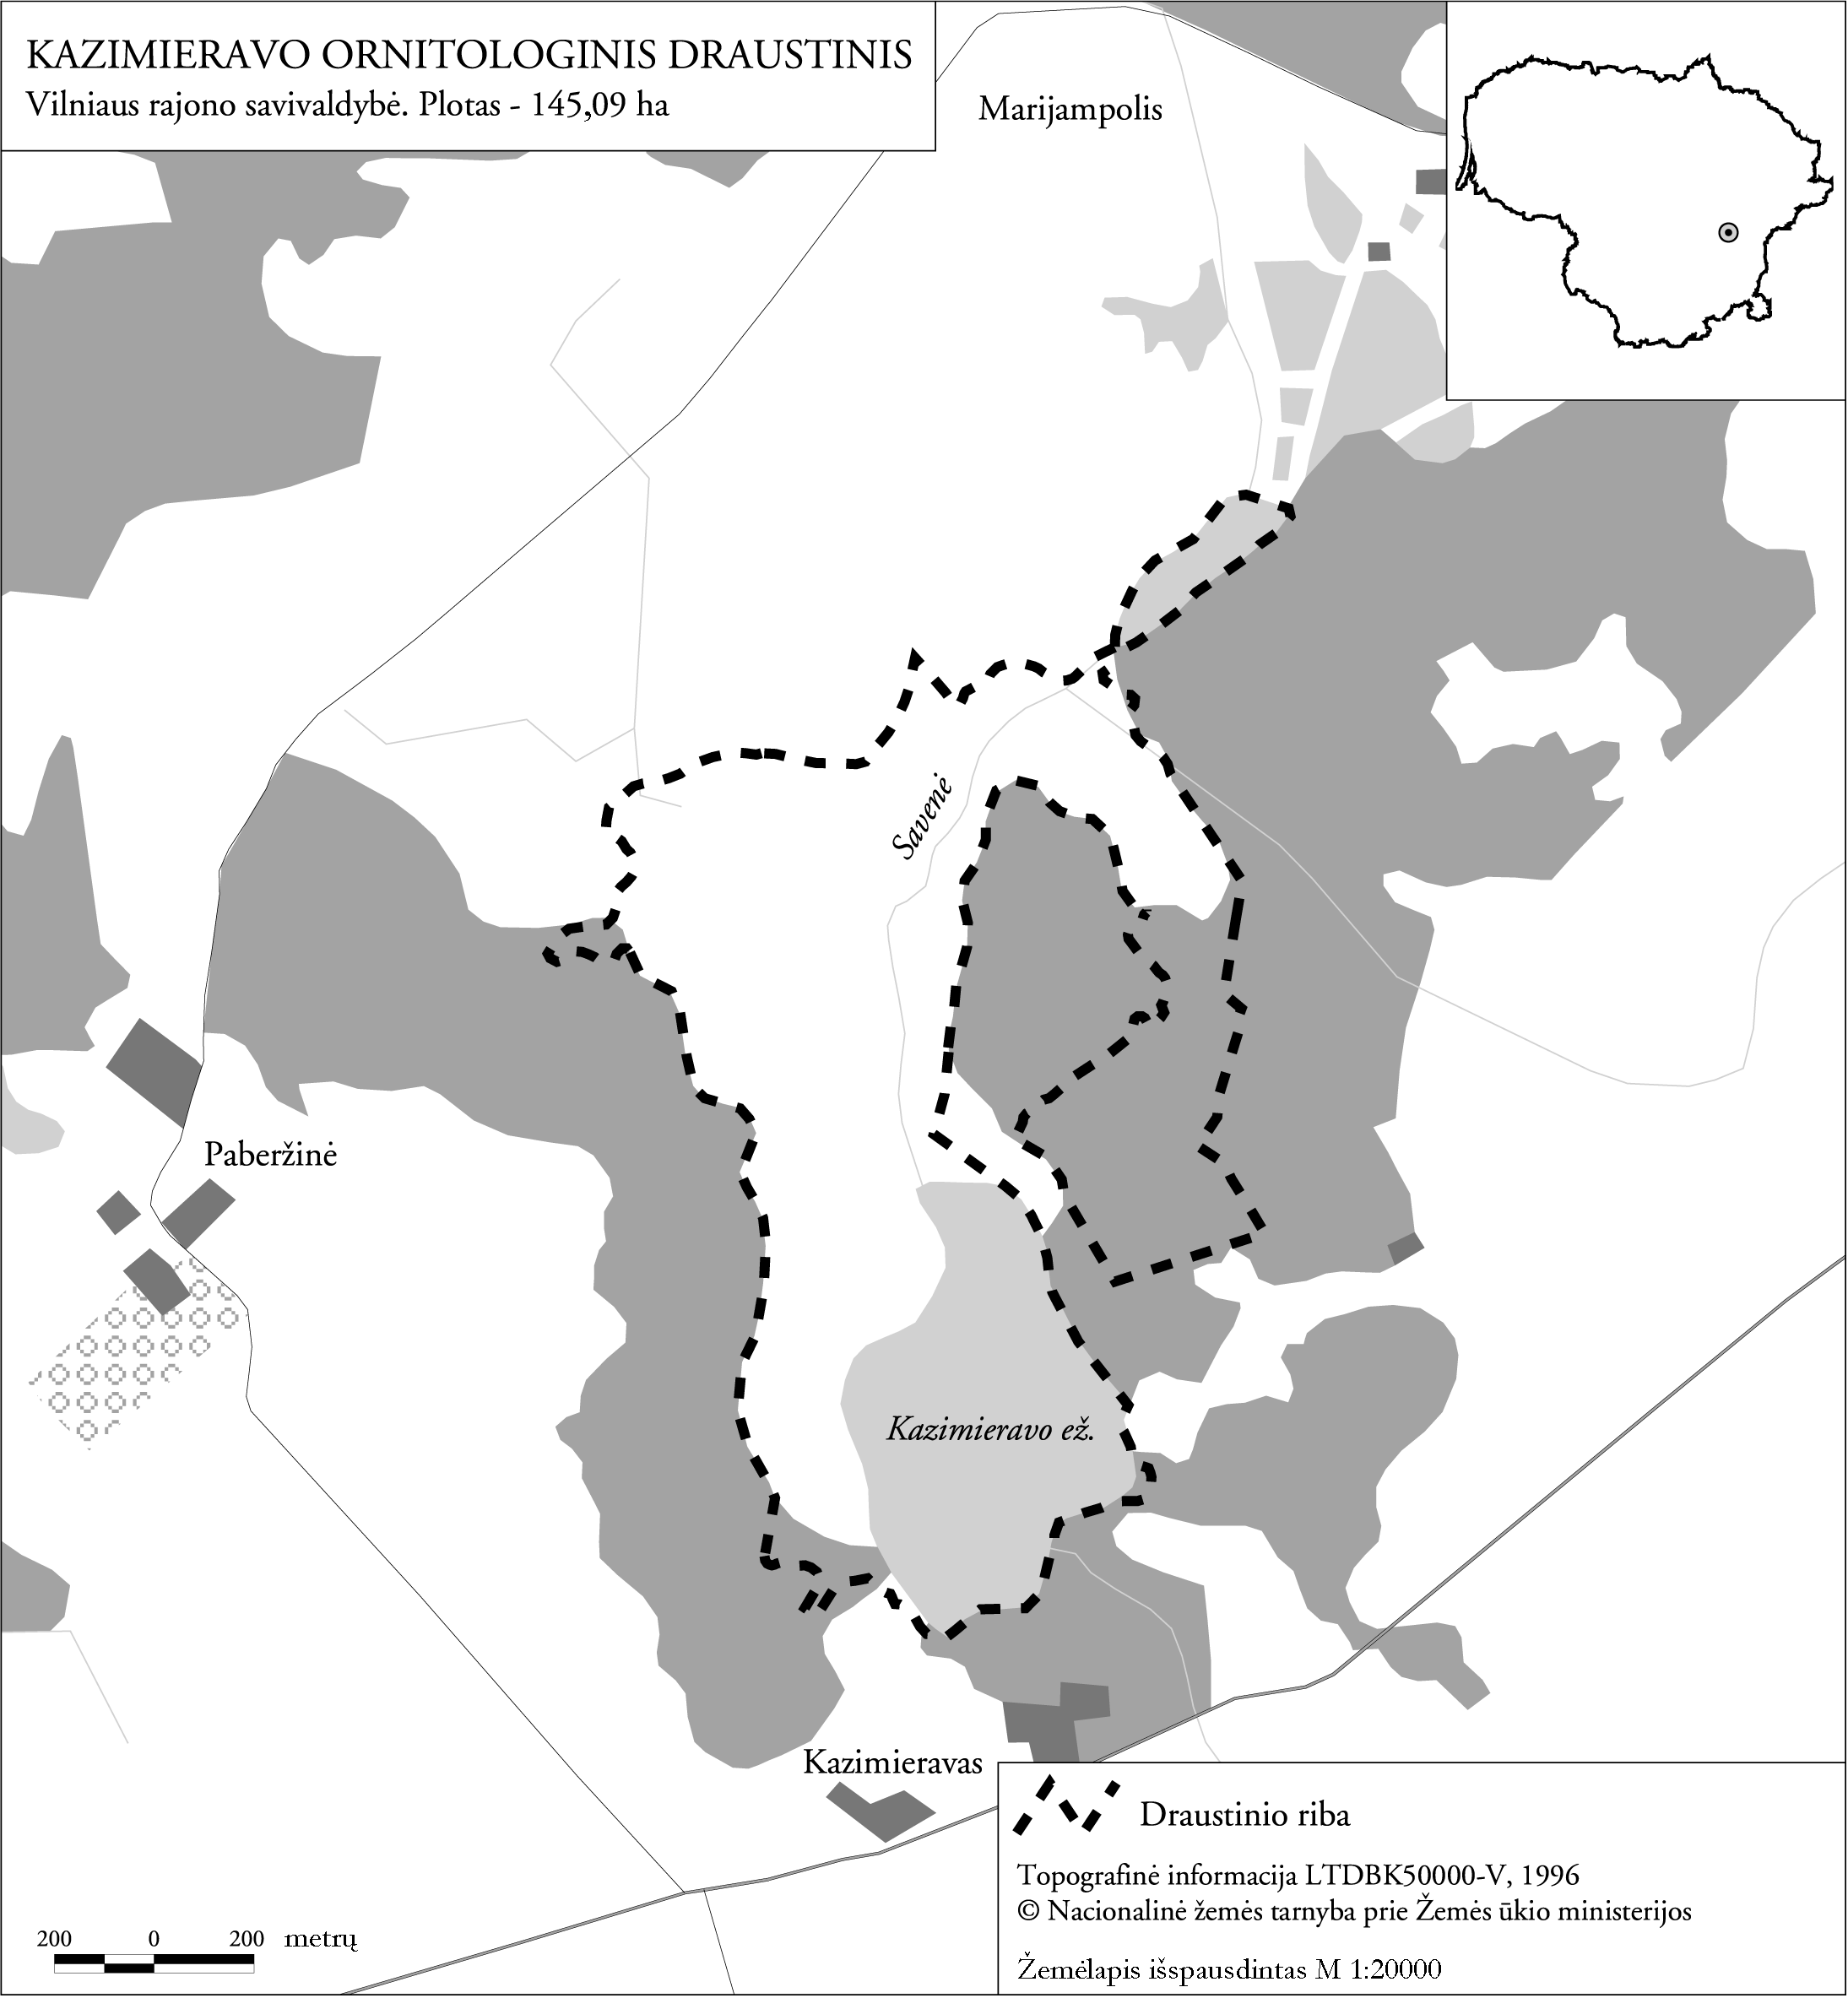 KAZIMIERAVO ORNITOLOGINIS DRAUSTINIS
Vilniaus rajono savivaldybė. Plotas - 145,09 ha
Marijampolis
Savenė
Paberžinė
Kazimieravo ež.
Kazimieravas
Draustinio riba
Topografinė informacija LTDBK50000-V, 1996
© Nacionalinė žemės tarnyba prie Žemės ūkio ministerijos
Žemėlapis išspausdintas M 1:20000
200 0 200 metrų